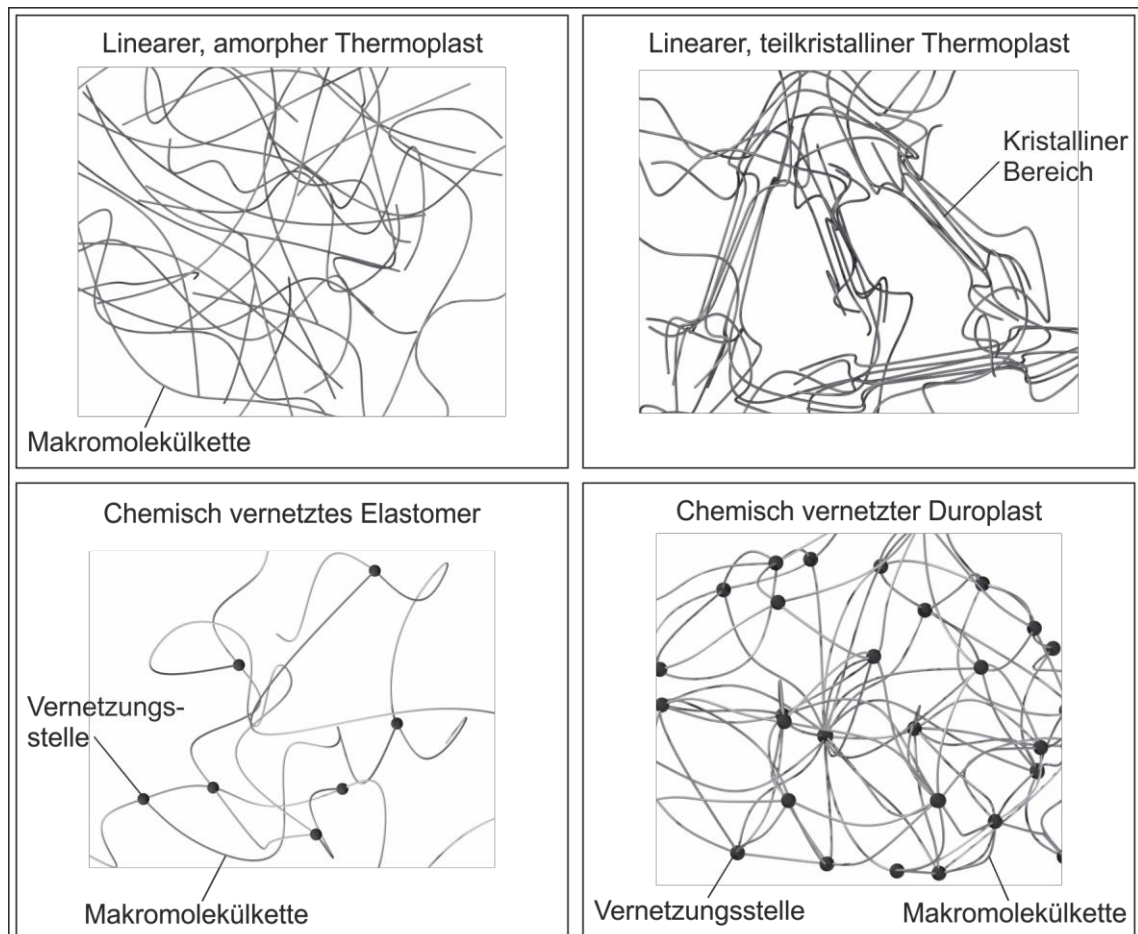 Linearer, amorpher Thermoplast
Makromolekülkette
Linearer, teilkristalliner Thermoplast
Kristalliner
Bereich
Chemisch vernetztes Elastomer
Vernetzungs-
stelle
Makromolekülkette
Chemisch vernetzter Duroplast
Vernetzungsstelle
Makromolekülkette